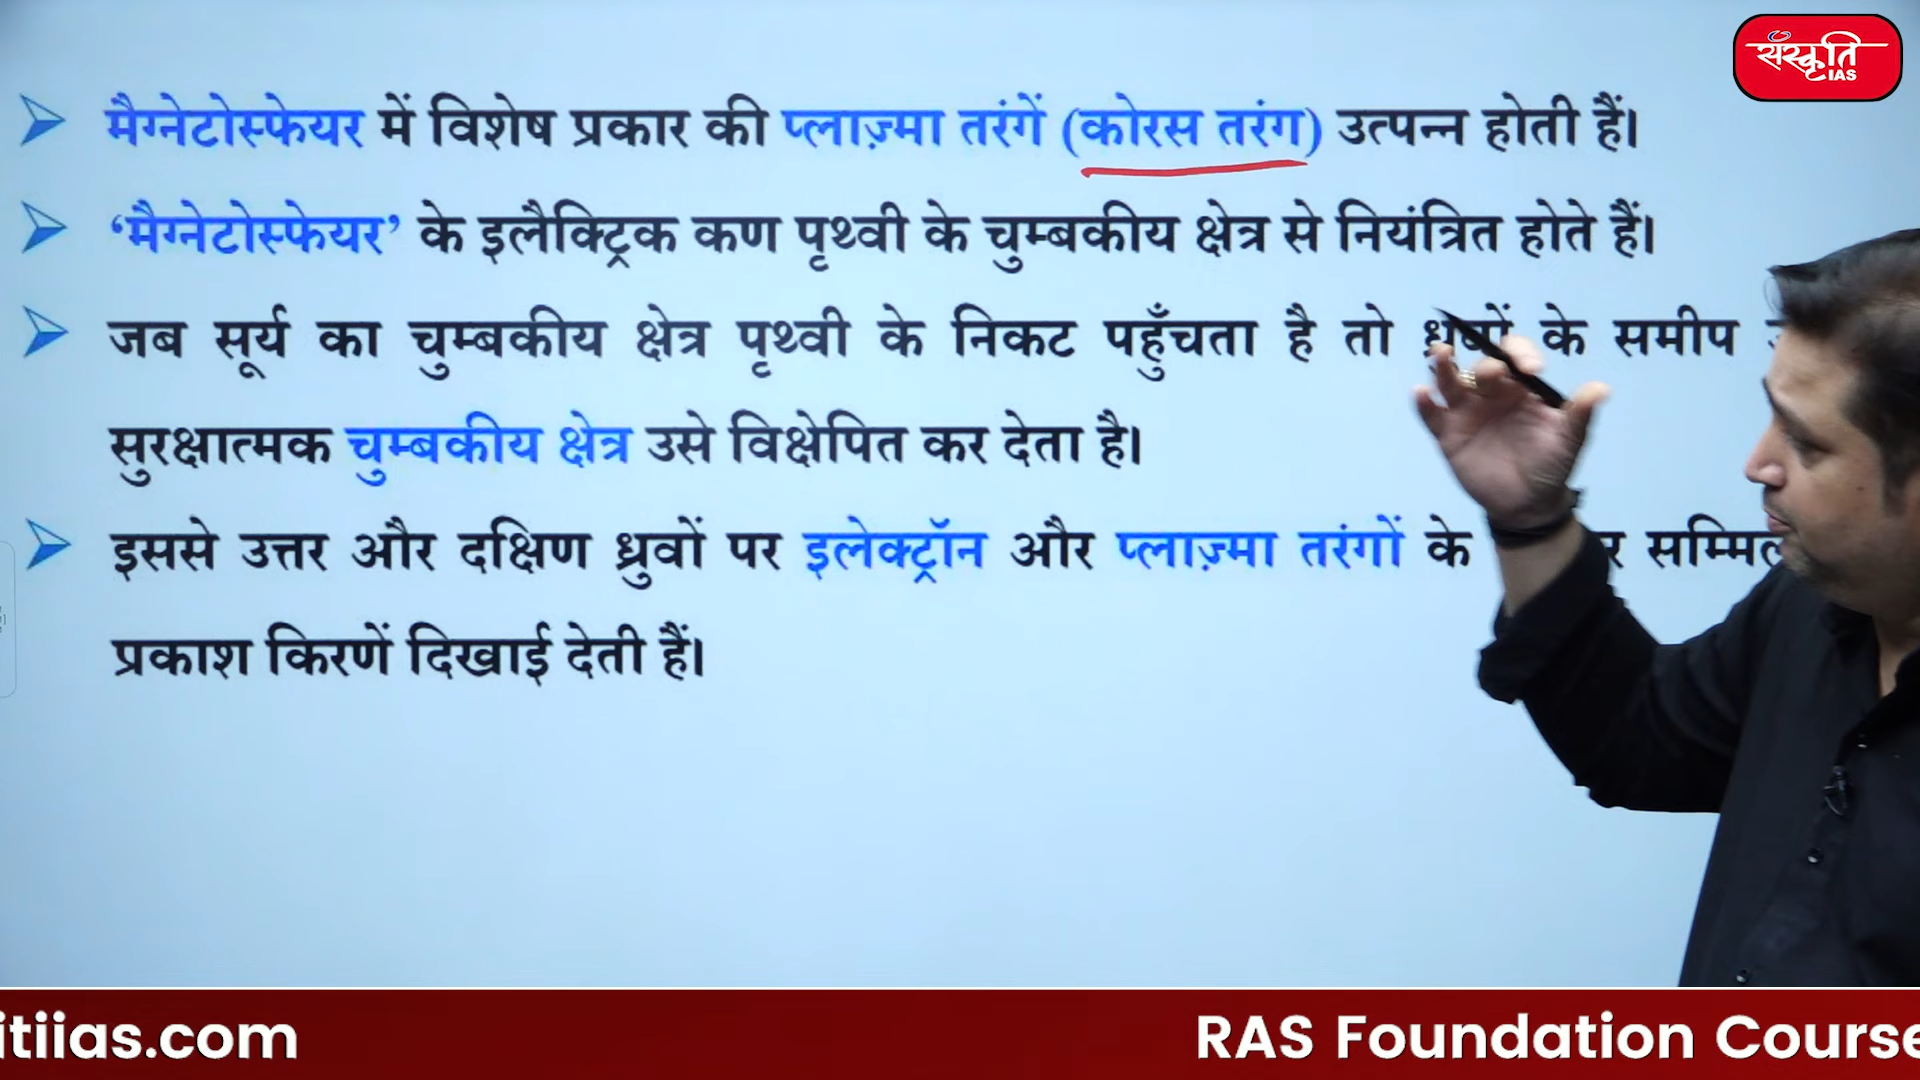 संस्कृति
IAS
मैग्नेटोस्फेयर में विशेष प्रकार की प्लाज़्मा तरंगें (कोरस तरंग) उत्पन्न होती हैं।
‘मैग्नेटोस्फेयर’ के इलैक्ट्रिक कण पृथ्वी के चुम्बकीय क्षेत्र से नियंत्रित होते हैं।
जब सूर्य का चुम्बकीय क्षेत्र पृथ्वी के निकट पहुँचता है तो ध्रुवों के समीप
सुरक्षात्मक चुम्बकीय क्षेत्र उसे विक्षेपित कर देता है।
इससे उत्तर और दक्षिण ध्रुवों पर इलेक्ट्रॉन और प्लाज़्मा तरंगों के
प्रकाश किरणें दिखाई देती हैं।
itiias.com
RAS Foundation Course